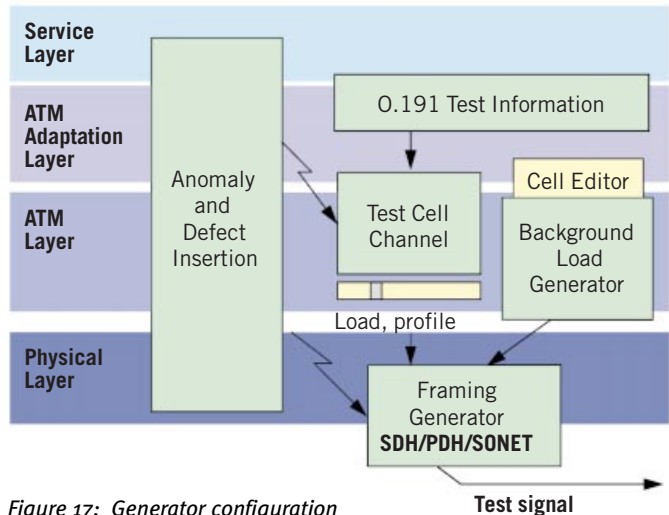 Service
Layer
ATM
Adaptation
Layer
ATM
Layer
Physical
Layer
Anomaly
and
Defect
Insertion
O.191 Test Information
Test Cell
Channel
Load, profile
Cell Editor
Background
Load
Generator
Framing
Generator
SDH/PDH/SONET
Test signal
Figure 17: Generator configuration